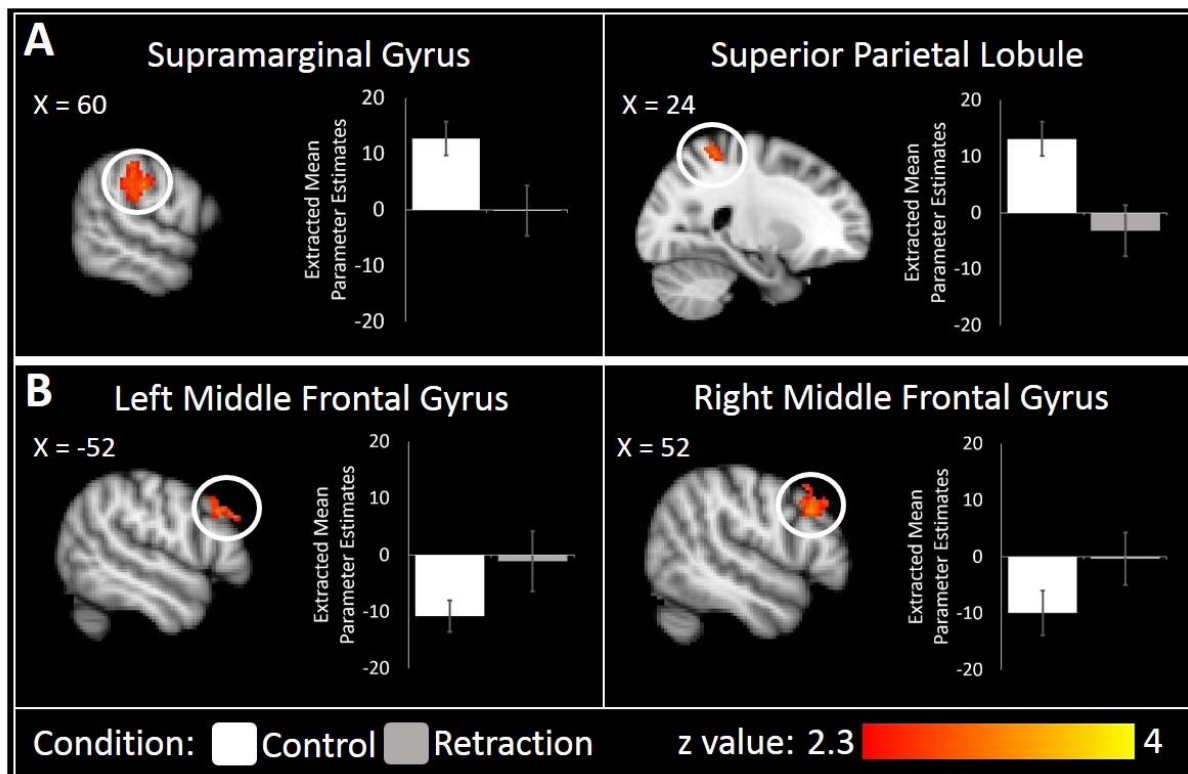 A
Supramarginal Gyrus
X = 60
Extracted Mean
Parameter Estimates
20
10
0
-10
-20
Superior Parietal Lobule
X = 24
Extracted Mean
Parameter Estimates
20
10
0
-10
-20
B
Left Middle Frontal Gyrus
X = -52
Extracted Mean
Parameter Estimates
20
10
0
-10
-20
Right Middle Frontal Gyrus
X = 52
Extracted Mean
Parameter Estimates
20
10
0
-10
-20
Condition: Control Retraction z value: 2.3 4